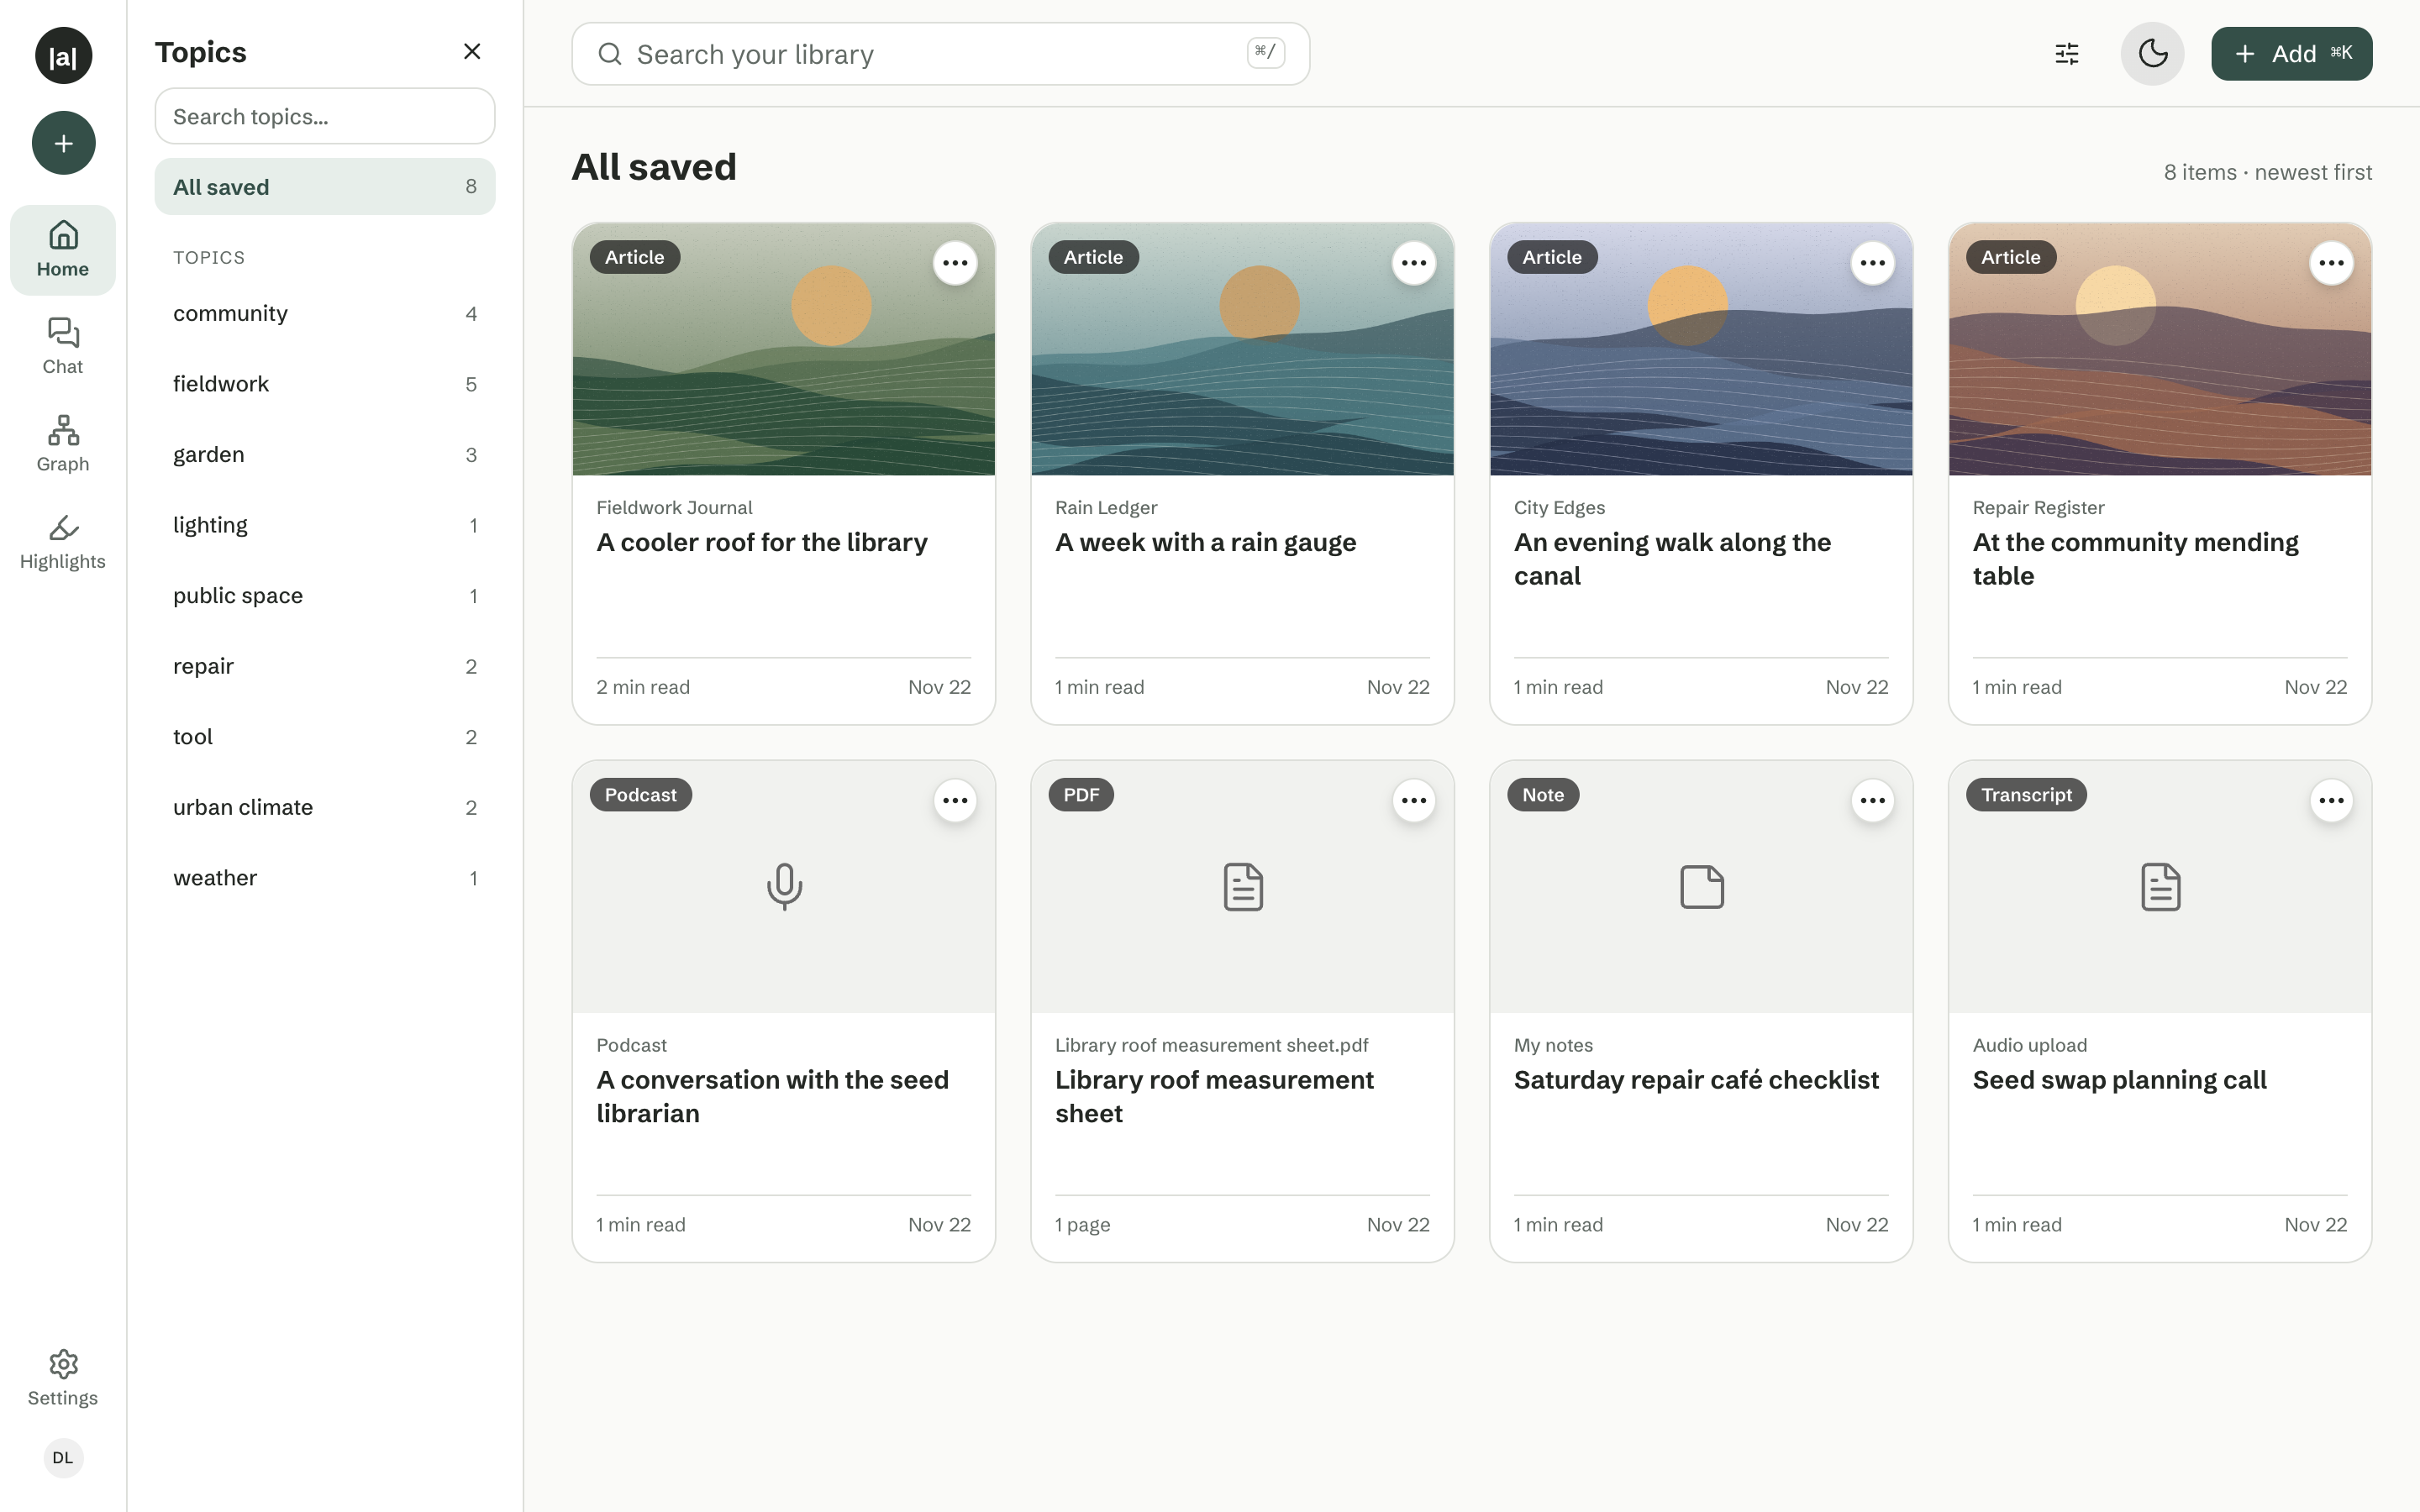 |a|
Home
Chat
Graph
Highlights
Settings
DL
Topics
Search topics...
All saved 8
TOPICS
community 4
fieldwork 5
garden 3
lighting 1
public space 1
repair 2
tool 2
urban climate 2
weather 1
Search your library ⌘/
Add ⌘K
All saved
8 items · newest first
Article
Fieldwork Journal
A cooler roof for the library
2 min read Nov 22
Article
Rain Ledger
A week with a rain gauge
1 min read Nov 22
Article
City Edges
An evening walk along the
canal
1 min read Nov 22
Article
Repair Register
At the community mending
table
1 min read Nov 22
Podcast
Podcast
A conversation with the seed
librarian
1 min read Nov 22
PDF
Library roof measurement sheet.pdf
Library roof measurement
sheet
1 page Nov 22
Note
My notes
Saturday repair café checklist
1 min read Nov 22
Transcript
Audio upload
Seed swap planning call
1 min read Nov 22